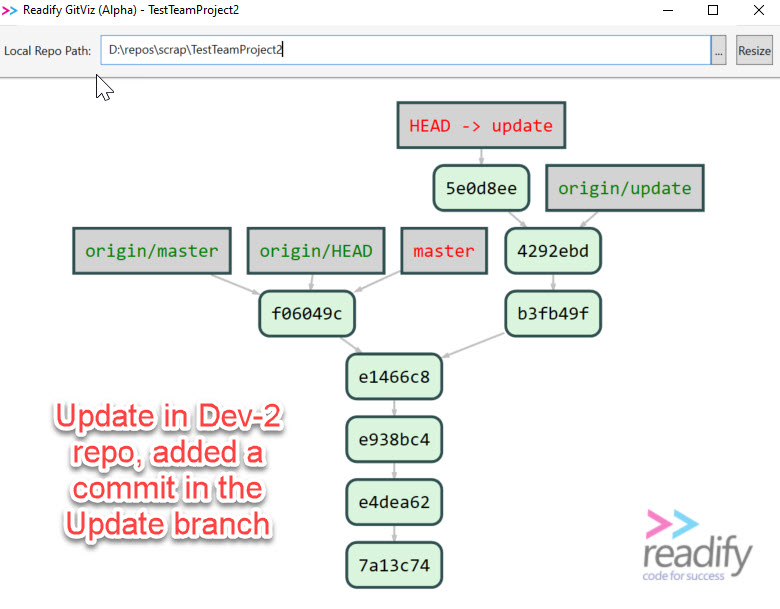 Readify GitViz (Alpha) - TestTeamProject2
Local Repo Path:
D:\repos\scrap\TestTeamProject2
...
Resize
HEAD -> update
5e0d8ee
origin/update
origin/master
origin/HEAD
master
4292ebd
f06049c
b3fb49f
e1466c8
e938bc4
e4dea62
7a13c74
Update in Dev-2
repo, added a
commit in the
Update branch
readify
code for success